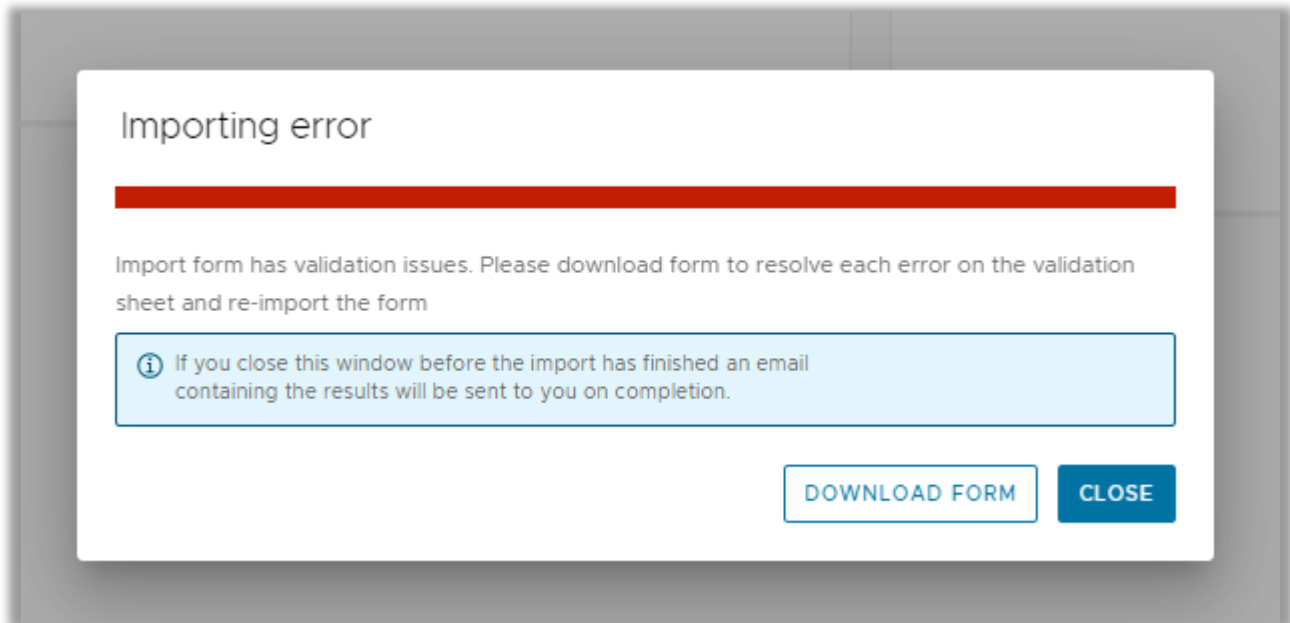 Importing error
Import form has validation issues. Please download form to resolve each error on the validation
sheet and re-import the form
If you close this window before the import has finished an email
containing the results will be sent to you on completion.
DOWNLOAD FORM
CLOSE